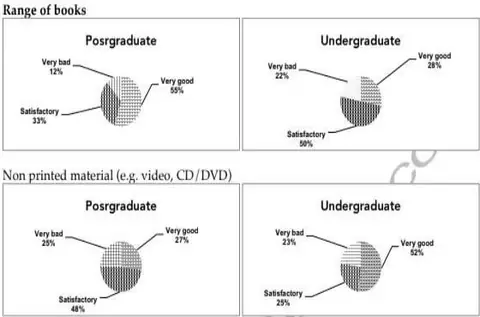 Range of books
Posrgraduate
Very bad
12%
Very good
55%
Satisfactory
33%
Undergraduate
Very bad
22%
Very good
28%
Satisfactory
50%
Non printed material (e.g. video, CD/DVD)
Posrgraduate
Very bad
25%
Very good
27%
Satisfactory
48%
Undergraduate
Very bad
23%
Very good
52%
Satisfactory
25%